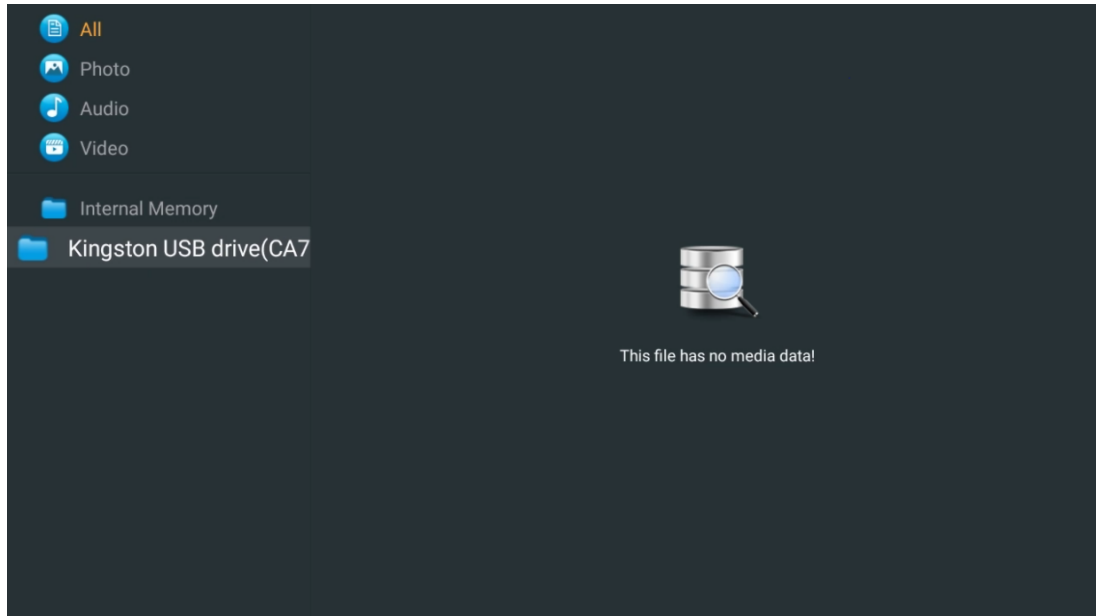 All
Photo
Audio
Video
Internal Memory
Kingston USB drive(CA7
This file has no media data!